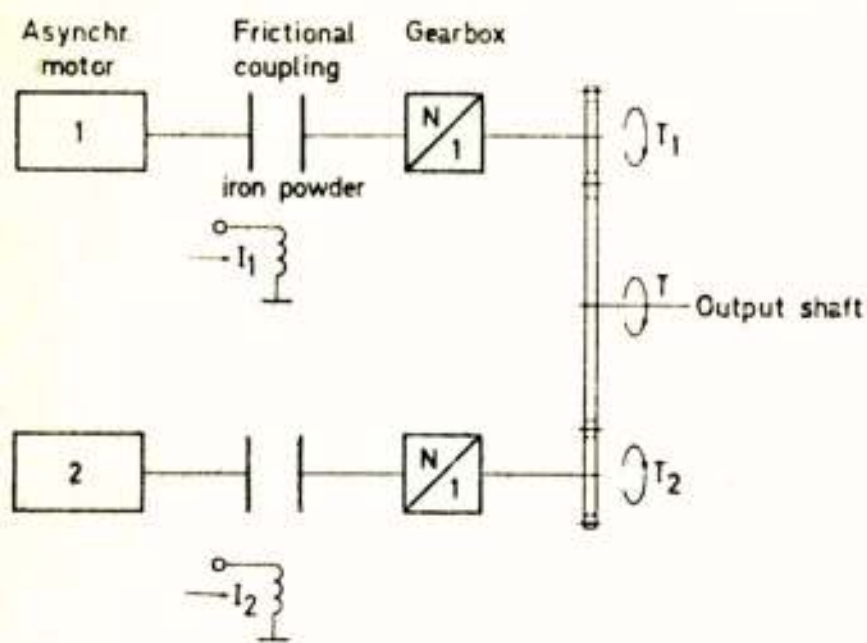 Asynchr.
motor
Frictional
coupling
Gearbox
1
N
1
T1
iron powder
I1
T
Output shaft
2
N
1
T2
I2